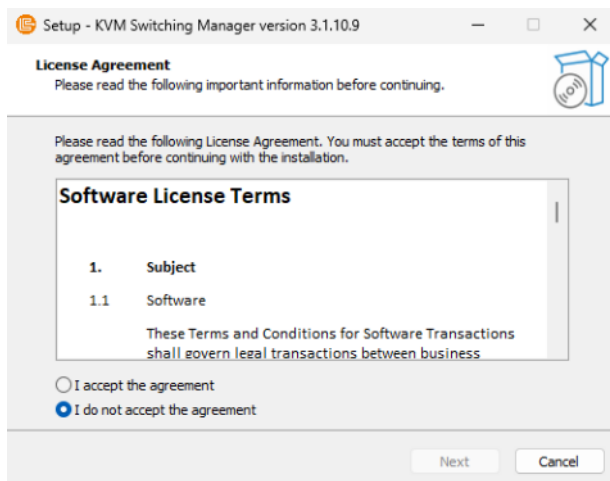 Setup - KVM Switching Manager version 3.1.10.9
License Agreement
Please read the following important information before continuing.
Please read the following License Agreement. You must accept the terms of this
agreement before continuing with the installation.
Software License Terms
1. Subject
1.1 Software
These Terms and Conditions for Software Transactions
shall govern legal transactions between business
I accept the agreement
I do not accept the agreement
Next
Cancel